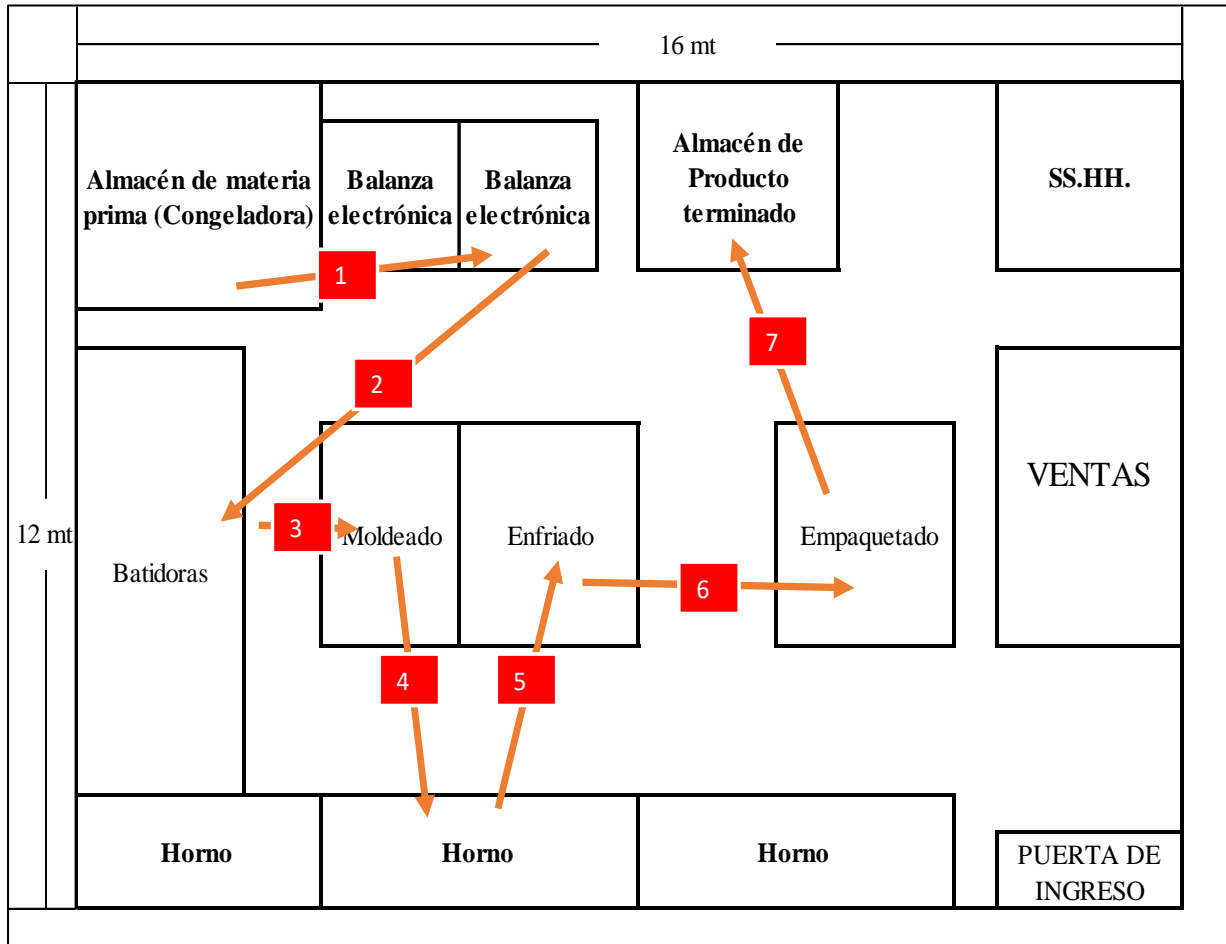 16 mt
Almacén de materia
prima (Congeladora)
Balanza
electrónica
Balanza
electrónica
Almacén de
Producto
terminado
SS.HH.
1
2
7
12 mt
Batidoras
3
Moldeado
Enfriado
6
Empaquetado
VENTAS
4
5
Horno
Horno
Horno
PUERTA DE
INGRESO